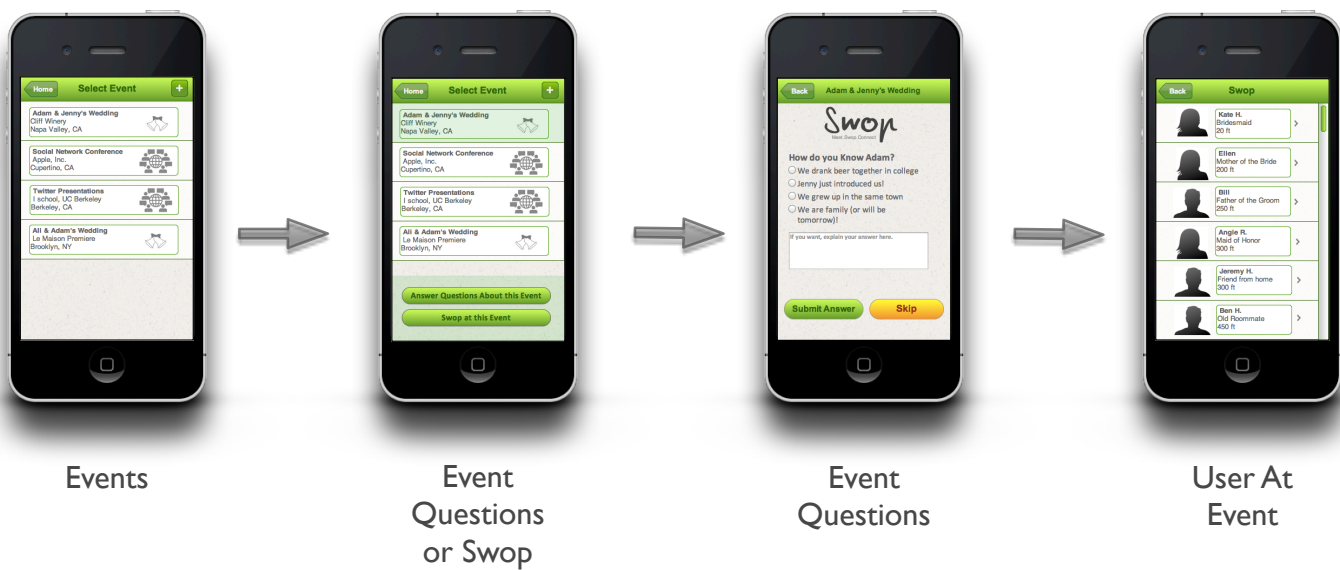 Home Select Event +
Adam & Jenny's Wedding
Cliff Winery
Napa Valley, CA
Social Network Conference
Apple, Inc.
Cupertino, CA
Twitter Presentations
I school, UC Berkeley
Berkeley, CA
Ali & Adam's Wedding
Le Maison Premiere
Brooklyn, NY
Events
Home Select Event +
Adam & Jenny's Wedding
Cliff Winery
Napa Valley, CA
Social Network Conference
Apple, Inc.
Cupertino, CA
Twitter Presentations
I school, UC Berkeley
Berkeley, CA
Ali & Adam's Wedding
Le Maison Premiere
Brooklyn, NY
Answer Questions About this Event
Swop at this Event
Event
Questions
or Swop
Back Adam & Jenny's Wedding
Swop
Meet, Swop, Connect
How do you Know Adam?
We drank beer together in college
Jenny just introduced us!
We grew up in the same town
We are family (or will be
tomorrow)!
If you want, explain your answer here.
Submit Answer Skip
Event
Questions
Back Swop
Kate H.
Bridesmaid
20 ft
Ellen
Mother of the Bride
200 ft
Bill
Father of the Groom
250 ft
Angie R.
Maid of Honor
300 ft
Jeremy H.
Friend from home
300 ft
Ben H.
Old Roommate
450 ft
User At
Event